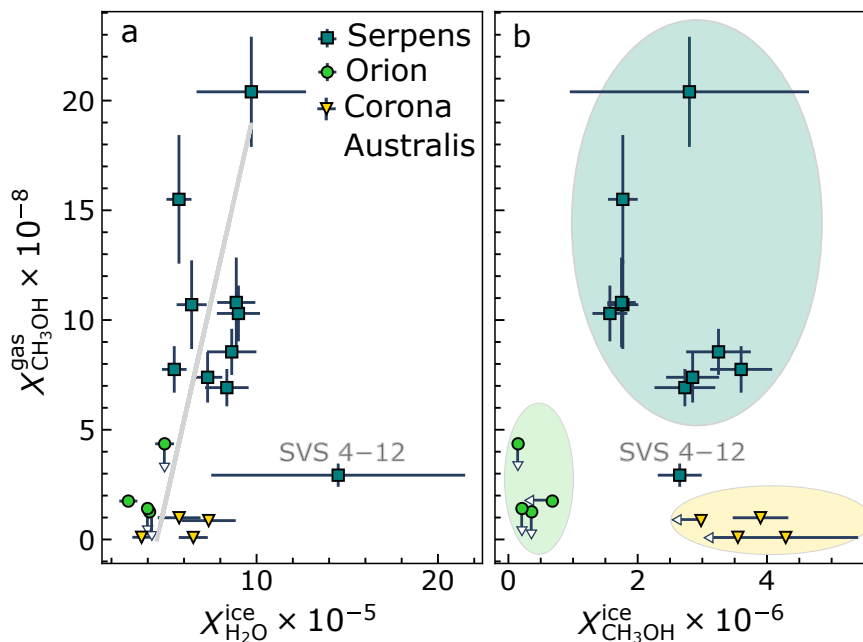 a
Serpens
Orion
Corona
Australis
b
20
15
10
5
0
X^gas_CH₃OH × 10⁻⁸
SVS 4−12
SVS 4−12
10
20
0
2
4
X^ice_H₂O × 10⁻⁵
X^ice_CH₃OH × 10⁻⁶